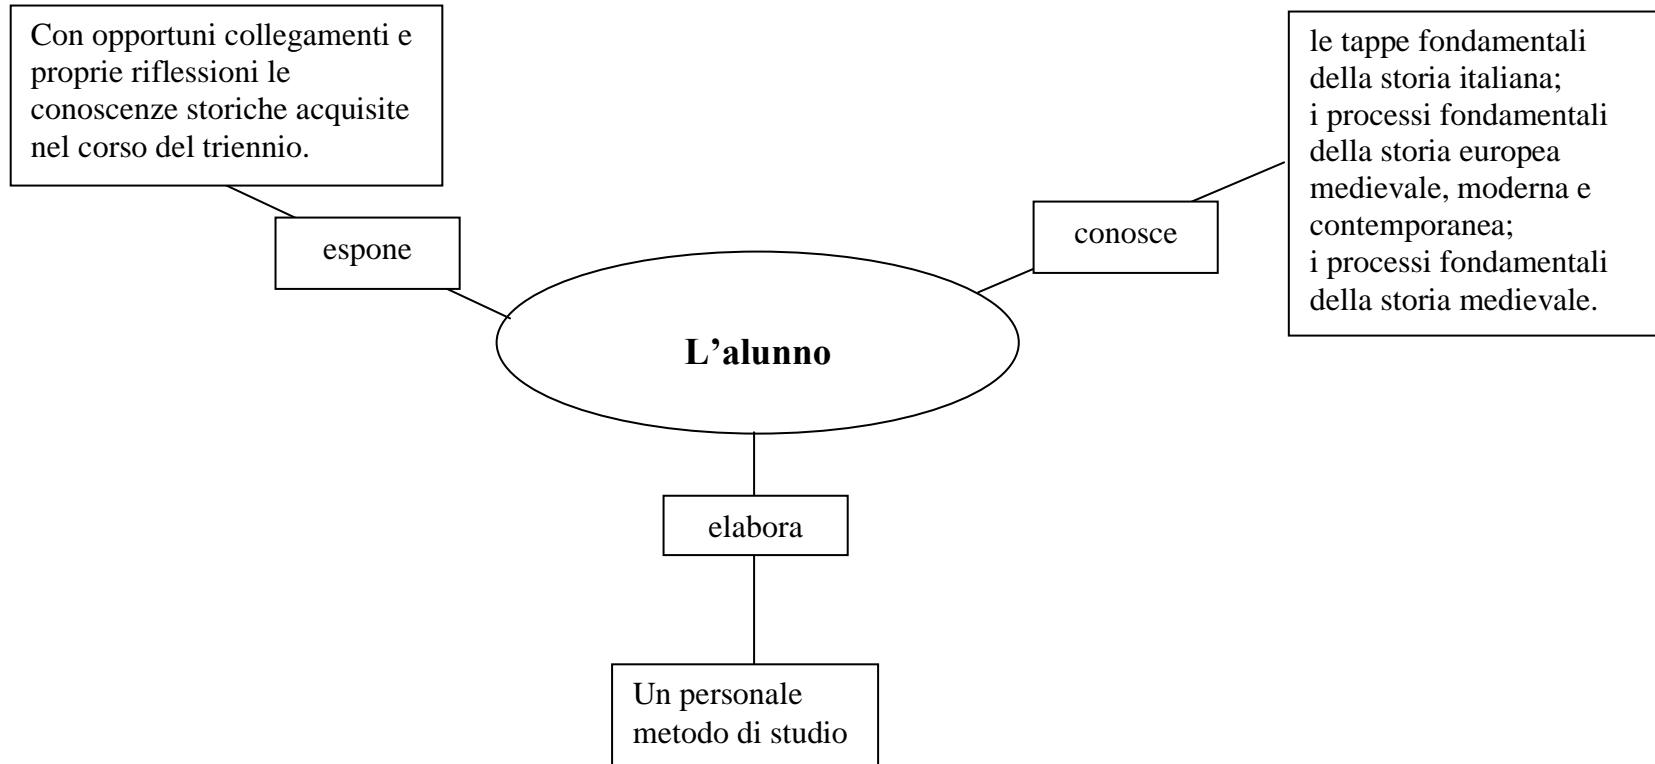 Con opportuni collegamenti e
proprie riflessioni le
conoscenze storiche acquisite
nel corso del triennio.
espone
le tappe fondamentali
della storia italiana;
i processi fondamentali
della storia europea
medievale, moderna e
contemporanea;
i processi fondamentali
della storia medievale.
conosce
L’alunno
elabora
Un personale
metodo di studio